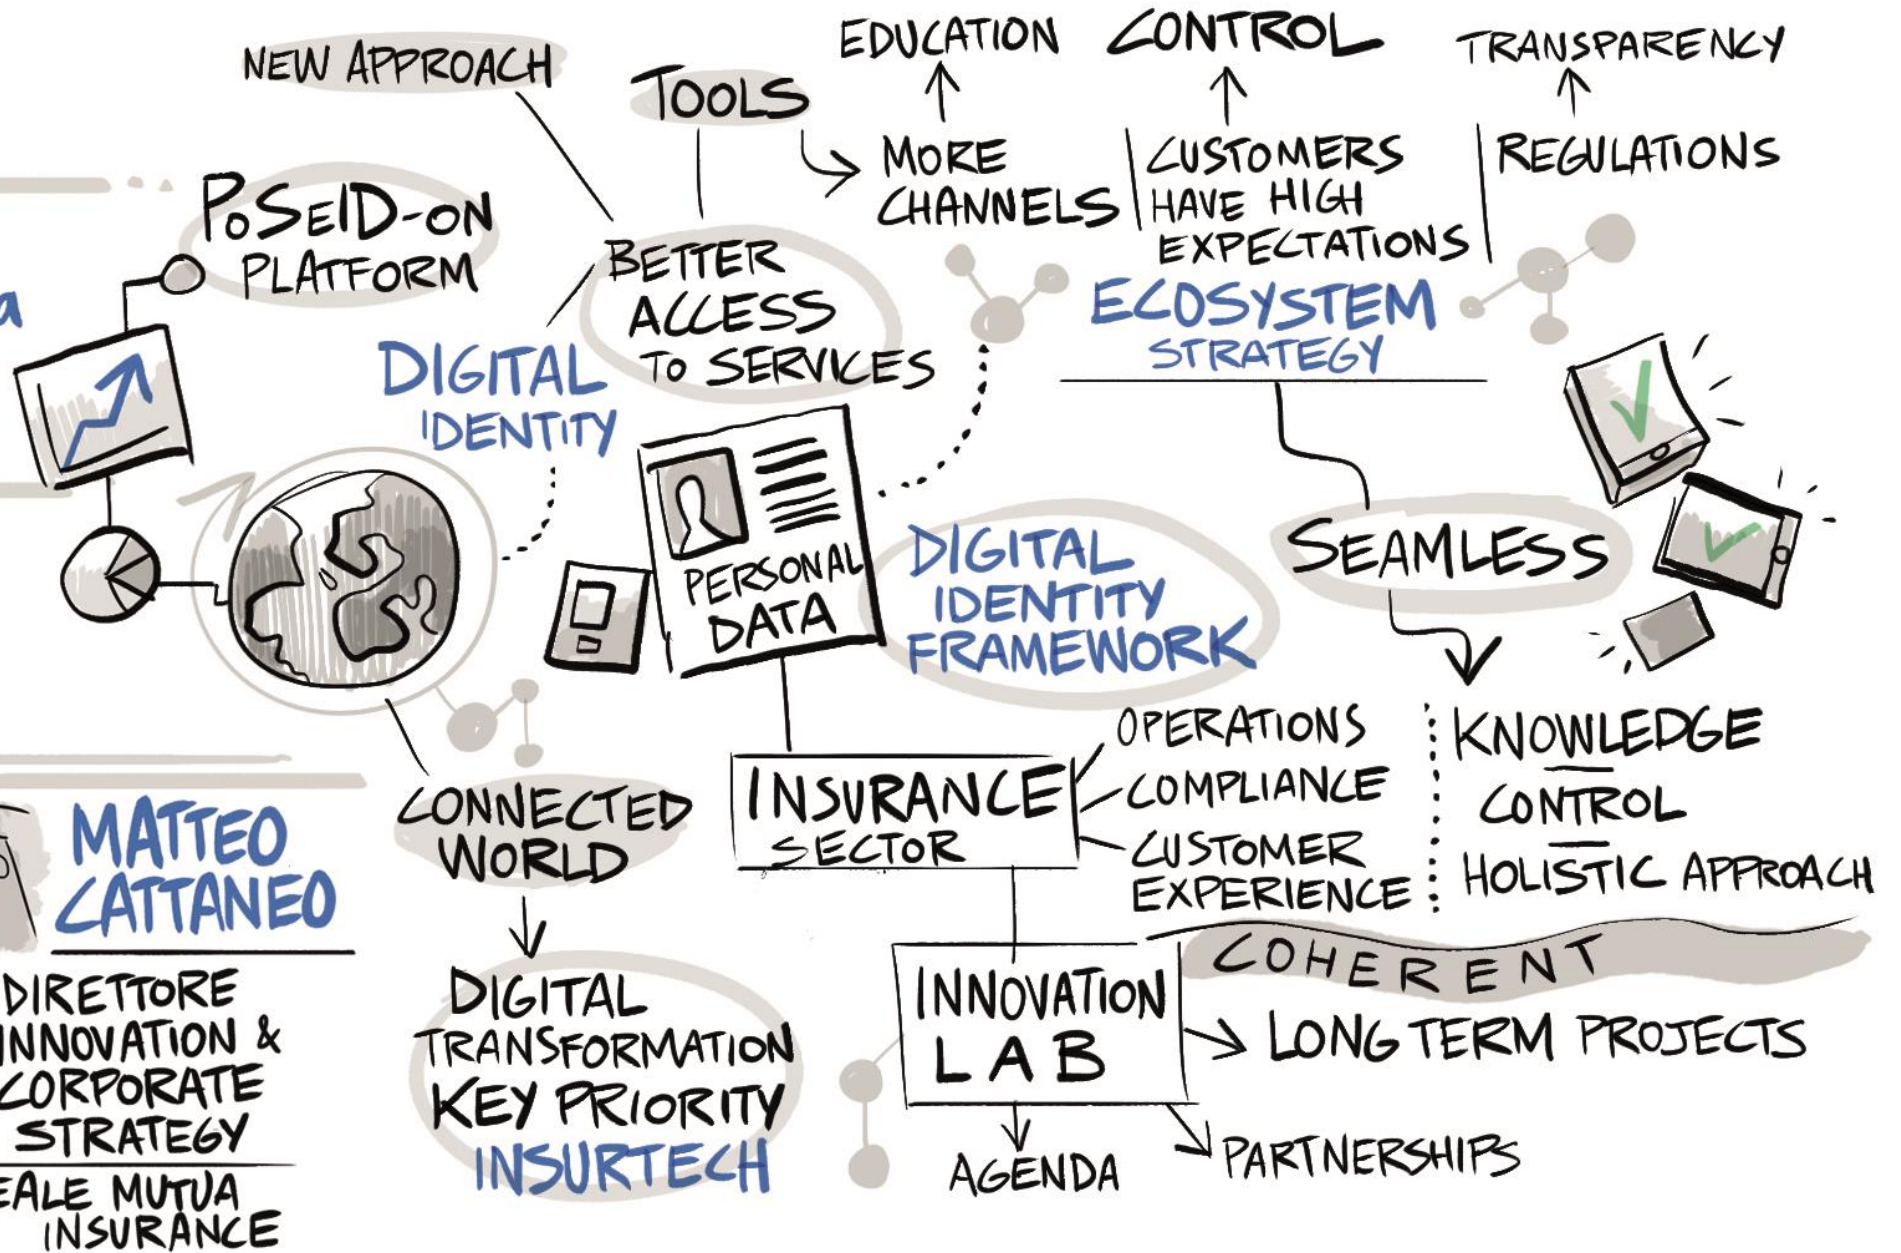 NEW APPROACH
TOOLS
EDUCATION
CONTROL
TRANSPARENCY
MORE
CHANNELS
CUSTOMERS
HAVE HIGH
EXPECTATIONS
REGULATIONS
PoSeID-ON
PLATFORM
BETTER
ACCESS
TO SERVICES
ECOSYSTEM
STRATEGY
DIGITAL
IDENTITY
PERSONAL
DATA
DIGITAL
IDENTITY
FRAMEWORK
SEAMLESS
OPERATIONS
COMPLIANCE
CUSTOMER
EXPERIENCE
KNOWLEDGE
CONTROL
HOLISTIC APPROACH
INSURANCE
SECTOR
CONNECTED
WORLD
MATTEO
CATTANEO
DIRETTORE
INNOVATION &
CORPORATE
STRATEGY
EALE MUTUA
INSURANCE
DIGITAL
TRANSFORMATION
KEY PRIORITY
INSURTECH
COHERENT
INNOVATION
LAB
LONG TERM PROJECTS
AGENDA
PARTNERSHIPS